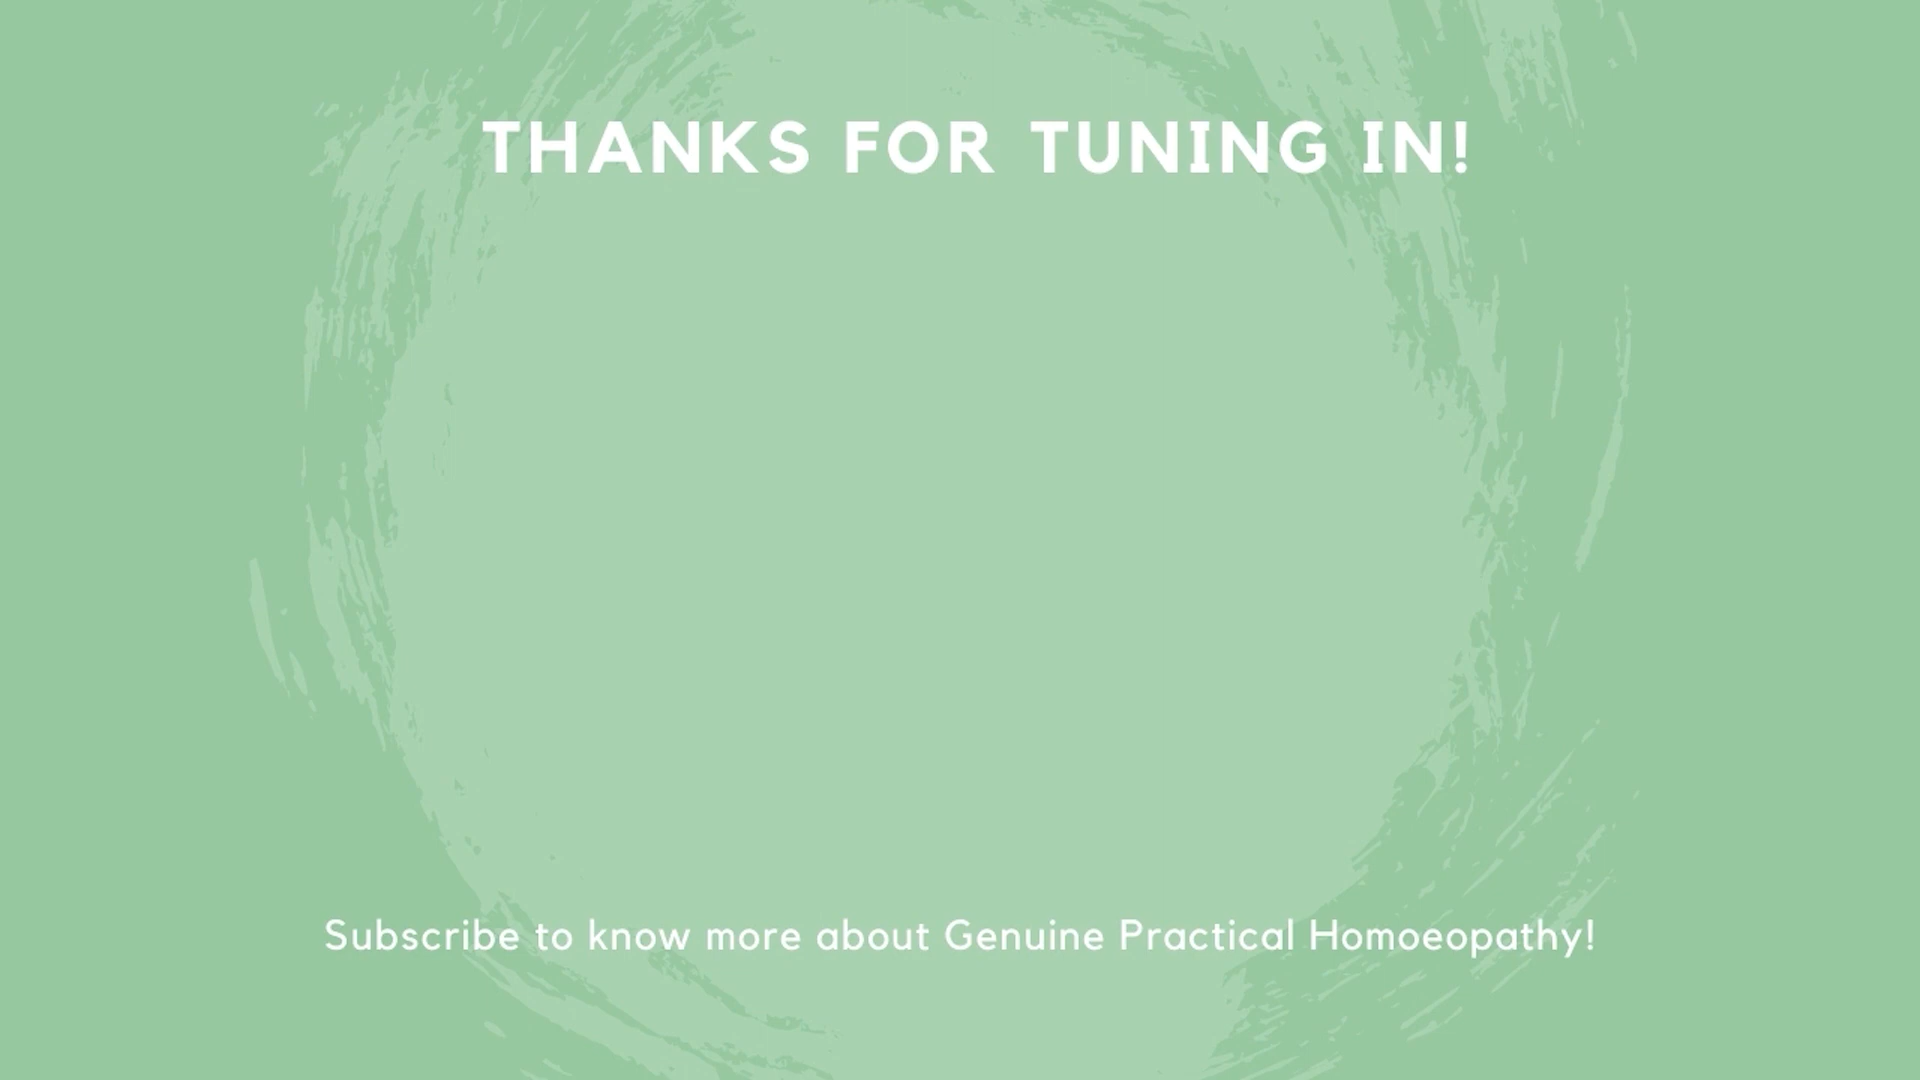 THANKS FOR TUNING IN!
Subscribe to know more about Genuine Practical Homoeopathy!